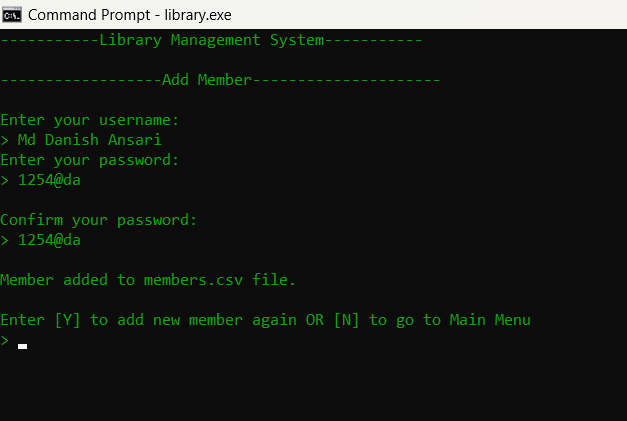 Command Prompt - library.exe
-----------Library Management System-----------
------------------Add Member---------------------
Enter your username:
> Md Danish Ansari
Enter your password:
> 1254@da
Confirm your password:
> 1254@da
Member added to members.csv file.
Enter [Y] to add new member again OR [N] to go to Main Menu
>